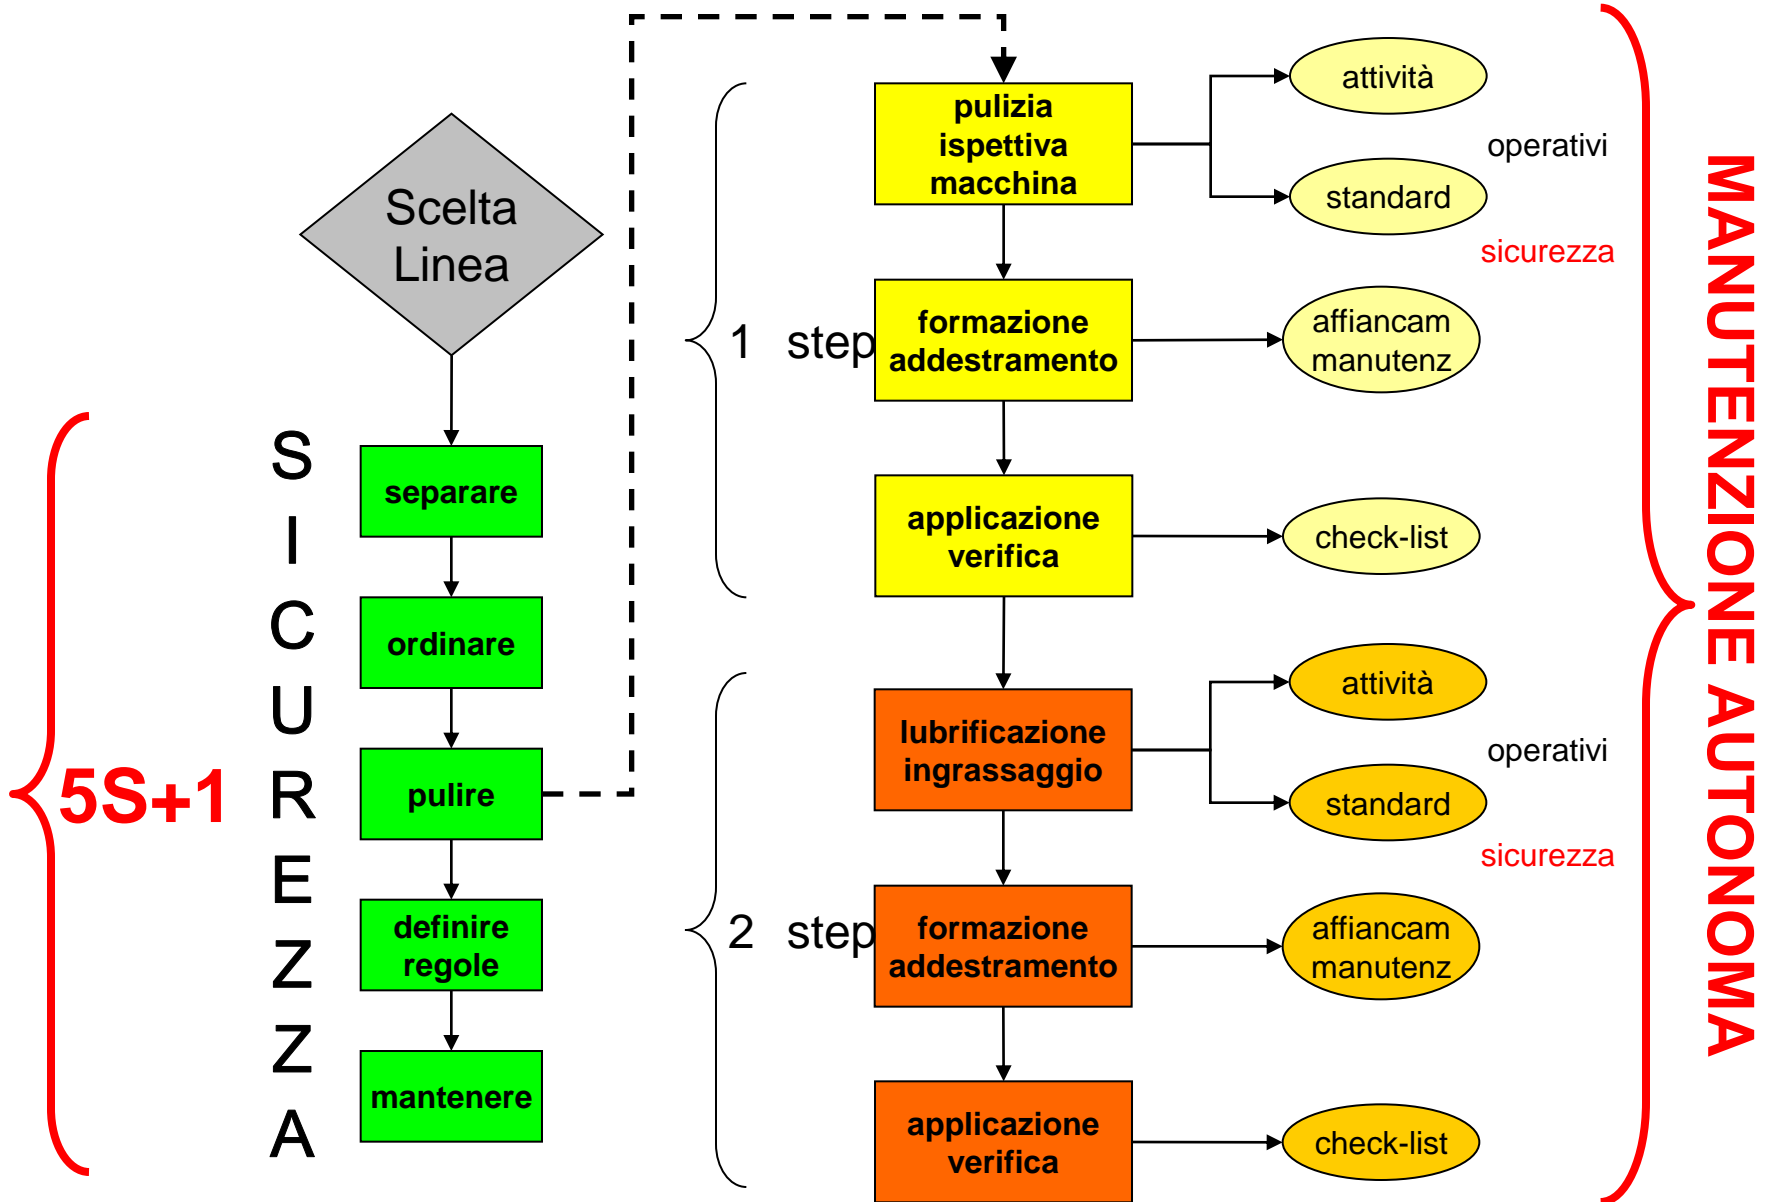 Scelta
Linea
5S+1
SICUREZZA
separare
ordinare
pulire
definire
regole
mantenere
1 step
pulizia
ispettiva
macchina
attività
operativi
standard
sicurezza
formazione
addestramento
affiancam
manutenz
applicazione
verifica
check-list
2 step
lubrificazione
ingrassaggio
attività
operativi
standard
sicurezza
formazione
addestramento
affiancam
manutenz
applicazione
verifica
check-list
MANUTENZIONE AUTONOMA